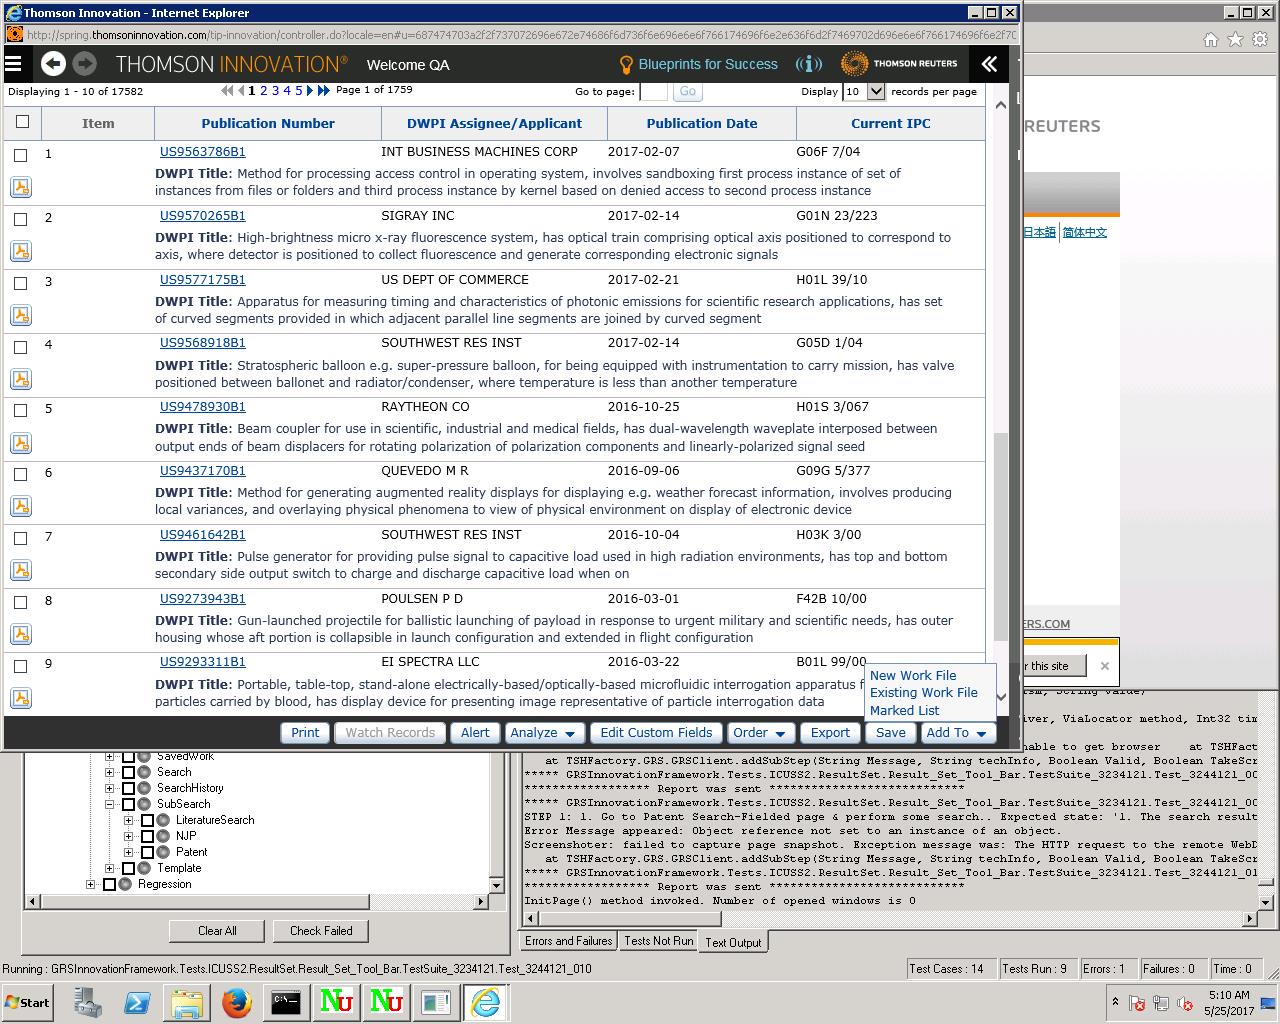 Thomson Innovation - Internet Explorer
http://spring.thomsoninnovation.com/tip-innovation/controller.do?locale=en#u=
THOMSON INNOVATION® Welcome QA Blueprints for Success THOMSON REUTERS
Displaying 1 - 10 of 17582 1 2 3 4 5 Page 1 of 1759 Go to page: Go Display 10 records per page
Item Publication Number DWPI Assignee/Applicant Publication Date Current IPC
1 US9563786B1 INT BUSINESS MACHINES CORP 2017-02-07 G06F 7/04
DWPI Title: Method for processing access control in operating system, involves sandboxing first process instance of set of
instances from files or folders and third process instance by kernel based on denied access to second process instance
2 US9570265B1 SIGRAY INC 2017-02-14 G01N 23/223
DWPI Title: High-brightness micro x-ray fluorescence system, has optical train comprising optical axis positioned to correspond to
axis, where detector is positioned to collect fluorescence and generate corresponding electronic signals
3 US9577175B1 US DEPT OF COMMERCE 2017-02-21 H01L 39/10
DWPI Title: Apparatus for measuring timing and characteristics of photonic emissions for scientific research applications, has set
of curved segments provided in which adjacent parallel line segments are joined by curved segment
4 US9568918B1 SOUTHWEST RES INST 2017-02-14 G05D 1/04
DWPI Title: Stratospheric balloon e.g. super-pressure balloon, for being equipped with instrumentation to carry mission, has valve
positioned between ballonet and radiator/condenser, where temperature is less than another temperature
5 US9478930B1 RAYTHEON CO 2016-10-25 H01S 3/067
DWPI Title: Beam coupler for use in scientific, industrial and medical fields, has dual-wavelength waveplate interposed between
output ends of beam displacers for rotating polarization of polarization components and linearly-polarized signal seed
6 US9437170B1 QUEVEDO M R 2016-09-06 G09G 5/377
DWPI Title: Method for generating augmented reality displays for displaying e.g. weather forecast information, involves producing
local variances, and overlaying physical phenomena to view of physical environment on display of electronic device
7 US9461642B1 SOUTHWEST RES INST 2016-10-04 H03K 3/00
DWPI Title: Pulse generator for providing pulse signal to capacitive load used in high radiation environments, has top and bottom
secondary side output switch to charge and discharge capacitive load when on
8 US9273943B1 POULSEN P D 2016-03-01 F42B 10/00
DWPI Title: Gun-launched projectile for ballistic launching of payload in response to urgent military and scientific needs, has outer
housing whose aft portion is collapsible in launch configuration and extended in flight configuration
9 US9293311B1 EI SPECTRA LLC 2016-03-22 B01L 99/00
DWPI Title: Portable, table-top, stand-alone electrically-based/optically-based microfluidic interrogation apparatus f
particles carried by blood, has display device for presenting image representative of particle interrogation data
New Work File
Existing Work File
Marked List
Print Watch Records Alert Analyze Edit Custom Fields Order Export Save Add To
REUTERS
日本語 简体中文
ERS.COM
r this site
SavedWork
Search
SearchHistory
SubSearch
LiteratureSearch
NJP
Patent
Template
Regression
Clear All Check Failed
iver, ViaLocator method, Int32 tim
nable to get browser at TSHFact
at TSHFactory.GRS.GRSClient.addSubStep(String Message, String techInfo, Boolean Valid, Boolean TakeScr
***** GRSInnovationFramework.Tests.ICUSS2.ResultSet.Result_Set_Tool_Bar.TestSuite_3234121.Test_3244121_00
***************** Report was sent ***************************
***** GRSInnovationFramework.Tests.ICUSS2.ResultSet.Result_Set_Tool_Bar.TestSuite_3234121.Test_3244121_00
STEP 1: 1. Go to Patent Search-Fielded page & perform some search.. Expected state: '1. The search result
Error Message appeared: Object reference not set to an instance of an object.
Screenshoter: failed to capture page snapshot. Exception message was: The HTTP request to the remote WebD
at TSHFactory.GRS.GRSClient.addSubStep(String Message, String techInfo, Boolean Valid, Boolean TakeScr
***** GRSInnovationFramework.Tests.ICUSS2.ResultSet.Result_Set_Tool_Bar.TestSuite_3234121.Test_3244121_01
***************** Report was sent ***************************
InitPage() method invoked. Number of opened windows is 0
Errors and Failures Tests Not Run Text Output
Running : GRSInnovationFramework.Tests.ICUSS2.ResultSet.Result_Set_Tool_Bar.TestSuite_3234121.Test_3244121_010 Test Cases : 14 Tests Run : 9 Errors : 1 Failures : 0 Time : 0
Start Nu Nu 5:10 AM
5/25/2017